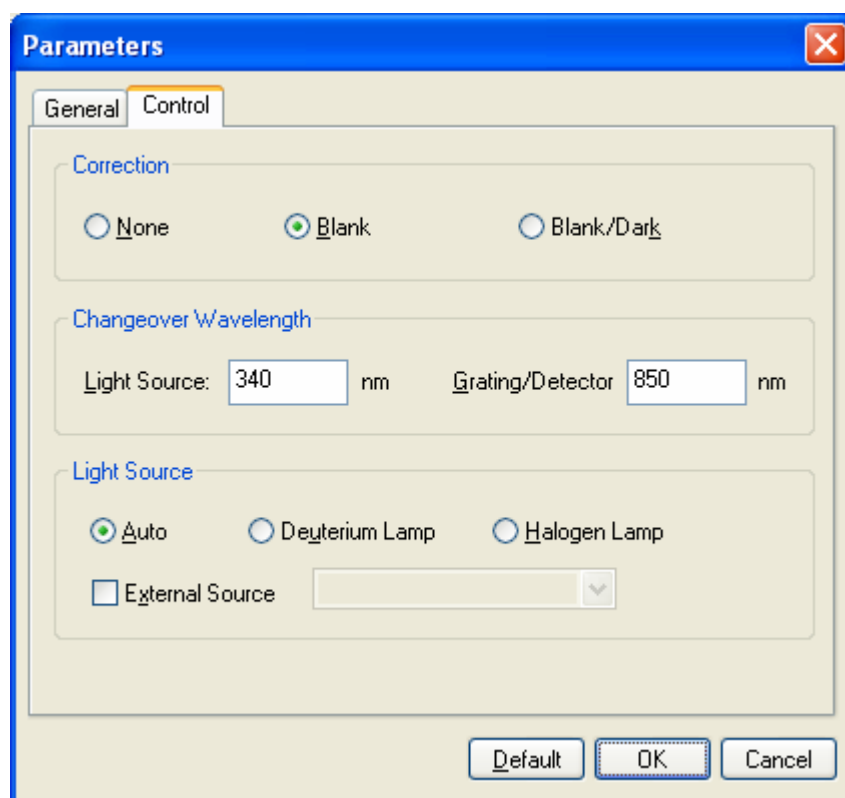 Parameters
General Control
Correction
None Blank Blank/Dark
Changeover Wavelength
Light Source: 340 nm Grating/Detector 850 nm
Light Source
Auto Deuterium Lamp Halogen Lamp
External Source
Default OK Cancel